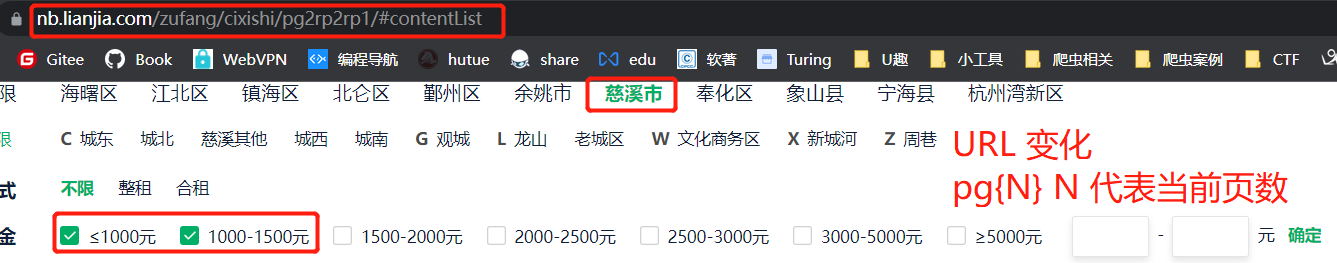 nb.lianjia.com/zufang/cixishi/pg2rp2rp1/#contentList
Gitee Book WebVPN 编程导航 hutue share edu 软著 Turing U趣 小工具 爬虫相关 爬虫案例 CTF
限 海曙区 江北区 镇海区 北仑区 鄞州区 余姚市 慈溪市 奉化区 象山县 宁海县 杭州湾新区
限 C 城东 城北 慈溪其他 城西 城南 G 观城 L 龙山 老城区 W 文化商务区 X 新城河 Z 周巷
URL 变化
pg{N} N 代表当前页数
式 不限 整租 合租
金 ≤1000元 1000-1500元 1500-2000元 2000-2500元 2500-3000元 3000-5000元 ≥5000元 - 元 确定